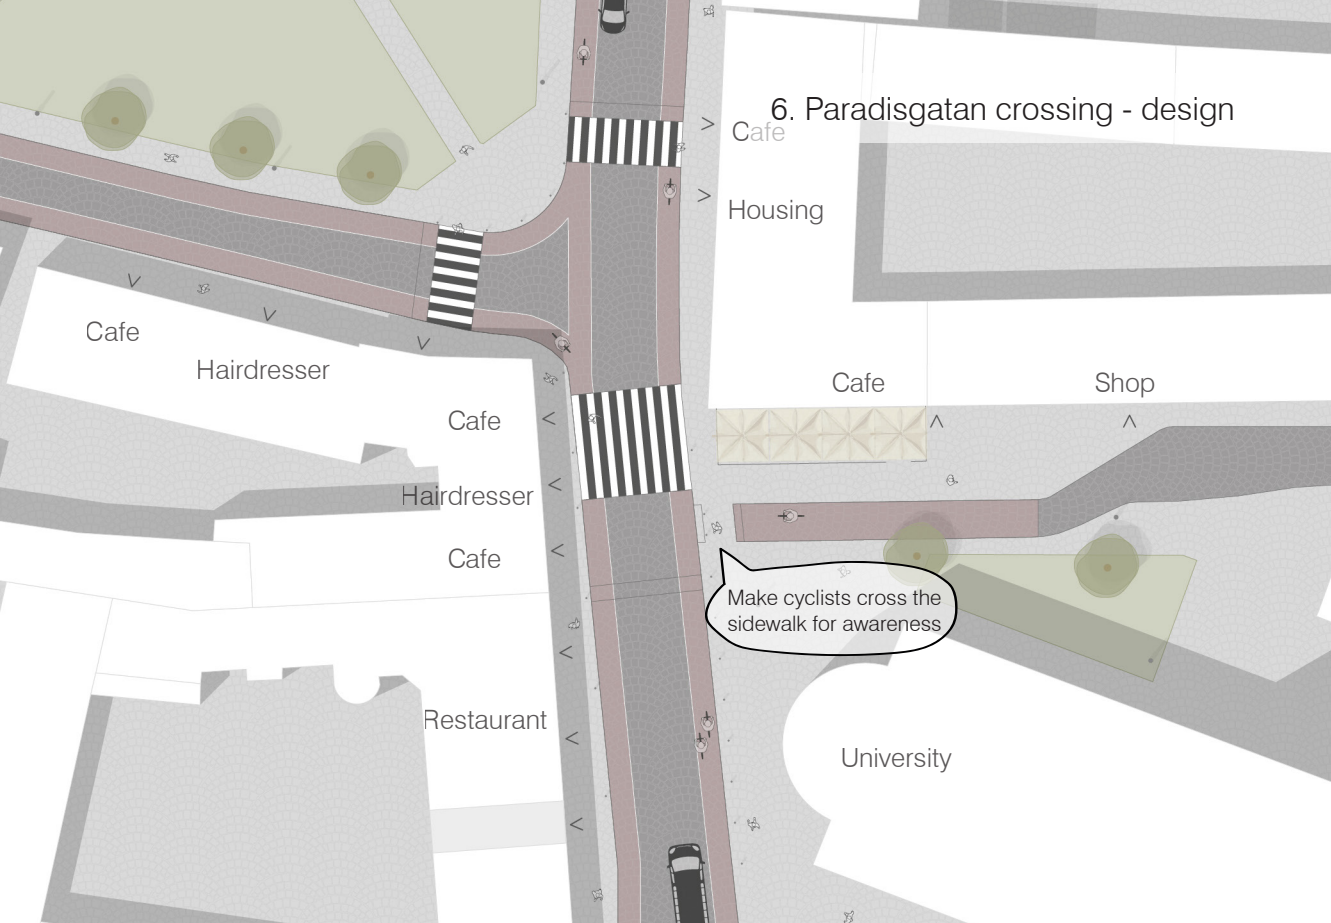 6. Paradisgatan crossing - design
Cafe
Housing
Cafe
Hairdresser
Cafe
Shop
Cafe
Hairdresser
Cafe
Make cyclists cross the
sidewalk for awareness
Restaurant
University